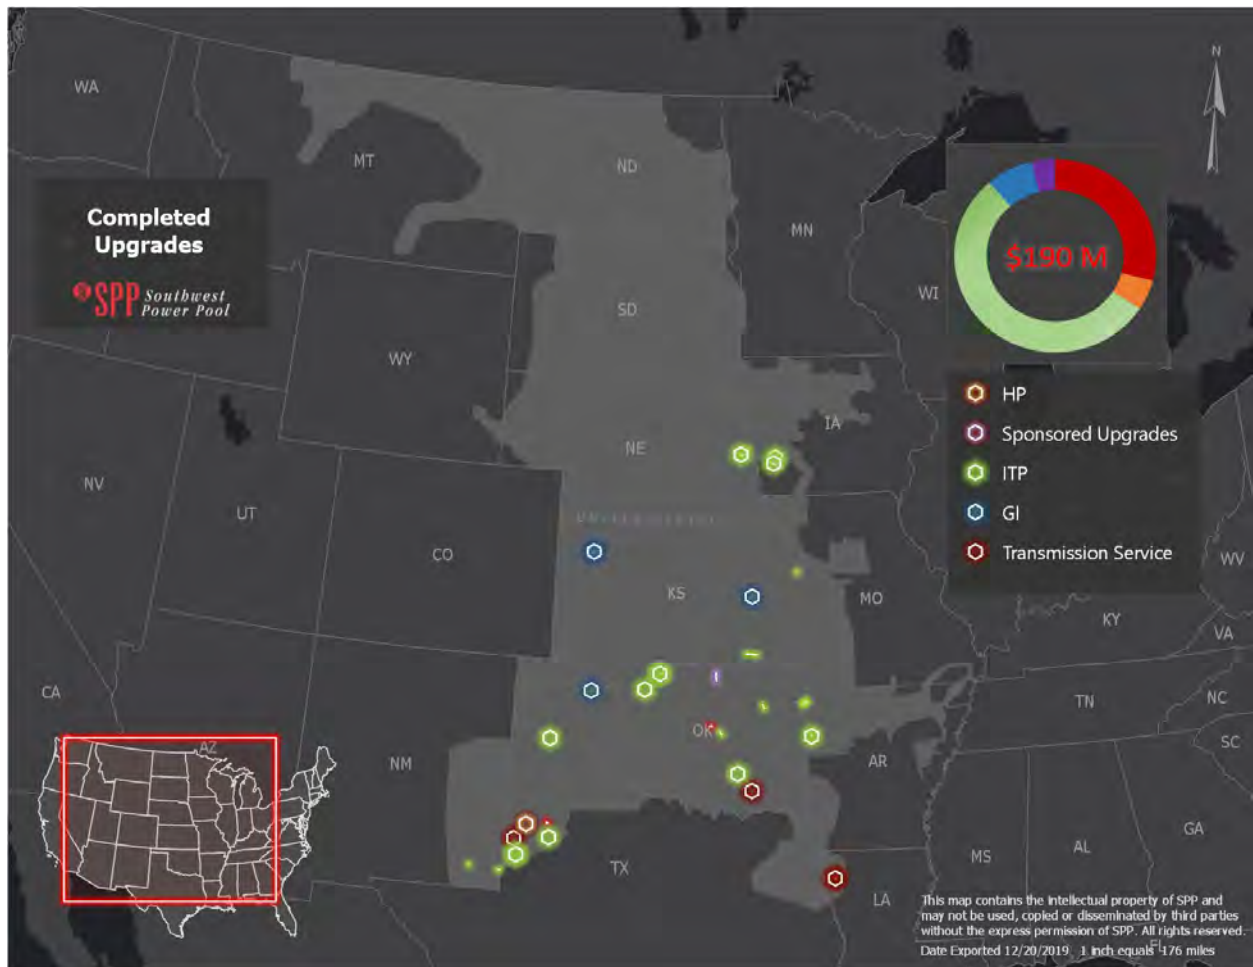 N
WA
MT
ND
MN
Completed
Upgrades
SPP Southwest
Power Pool
$190 M
WI
SD
WY
HP
Sponsored Upgrades
ITP
GI
Transmission Service
IA
NE
NV
UT
CO
KS
MO
WV
KY
VA
CA
AZ
NM
OK
AR
TN
NC
SC
TX
MS
AL
GA
LA
FL
This map contains the intellectual property of SPP and
may not be used, copied or disseminated by third parties
without the express permission of SPP. All rights reserved.
Date Exported 12/20/2019 1 inch equals 176 miles